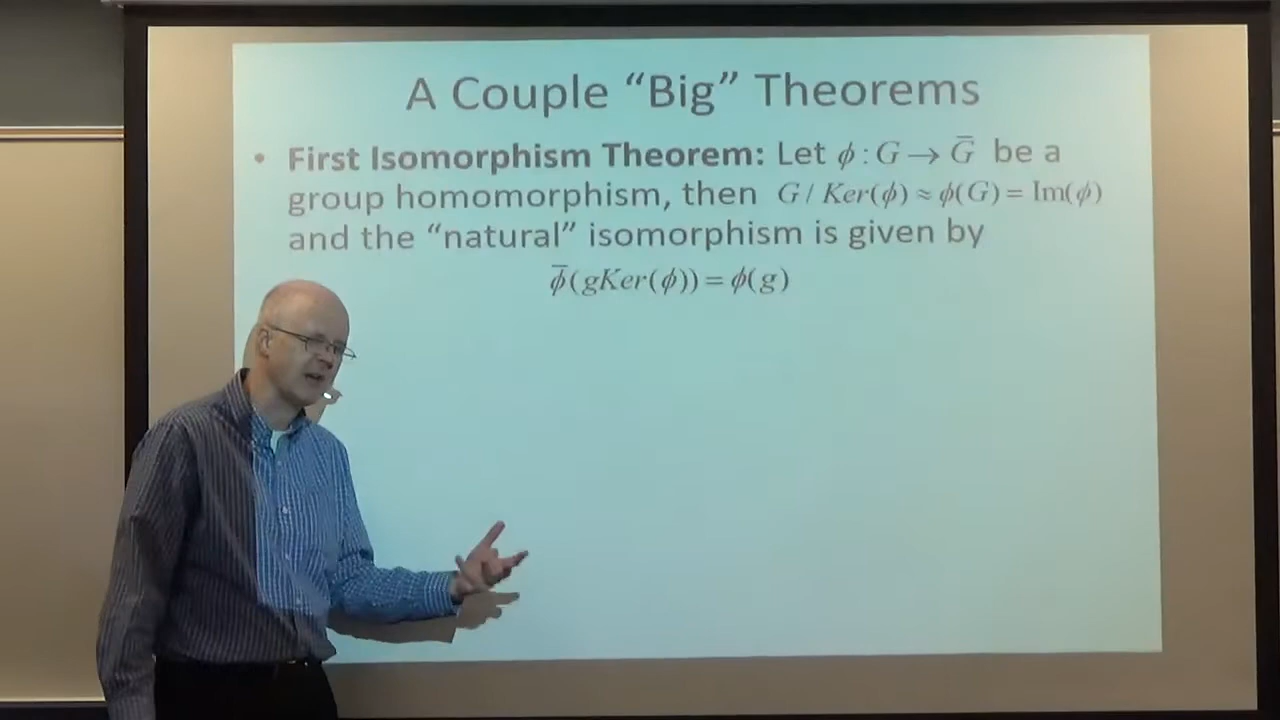 A Couple “Big” Theorems
• First Isomorphism Theorem: Let ϕ : G → G̅ be a
group homomorphism, then G / Ker(ϕ) ≈ ϕ(G) = Im(ϕ)
and the “natural” isomorphism is given by
ϕ̅(gKer(ϕ)) = ϕ(g)